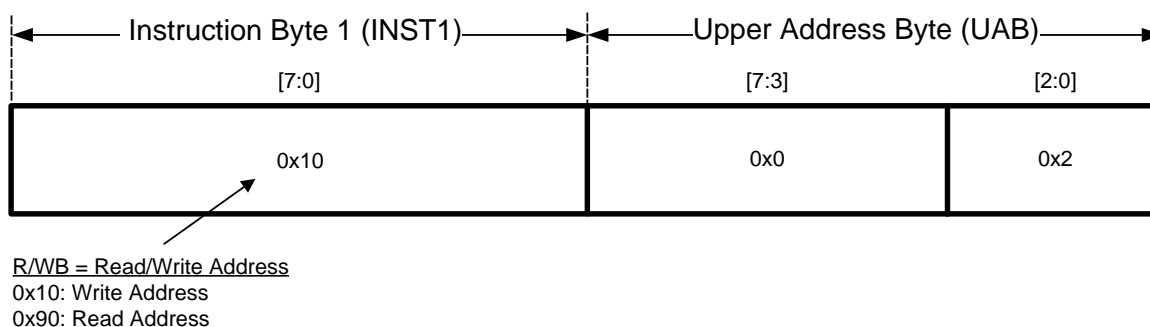 Instruction Byte 1 (INST1) Upper Address Byte (UAB)
[7:0] [7:3] [2:0]
0x10 0x0 0x2
R/WB = Read/Write Address
0x10: Write Address
0x90: Read Address